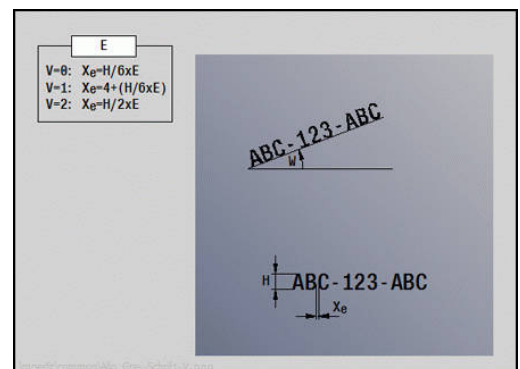 E
V=0: Xe=H/6xE
V=1: Xe=4+(H/6xE)
V=2: Xe=H/2xE
ABC-123-ABC
W
H
ABC-123-ABC
Xe